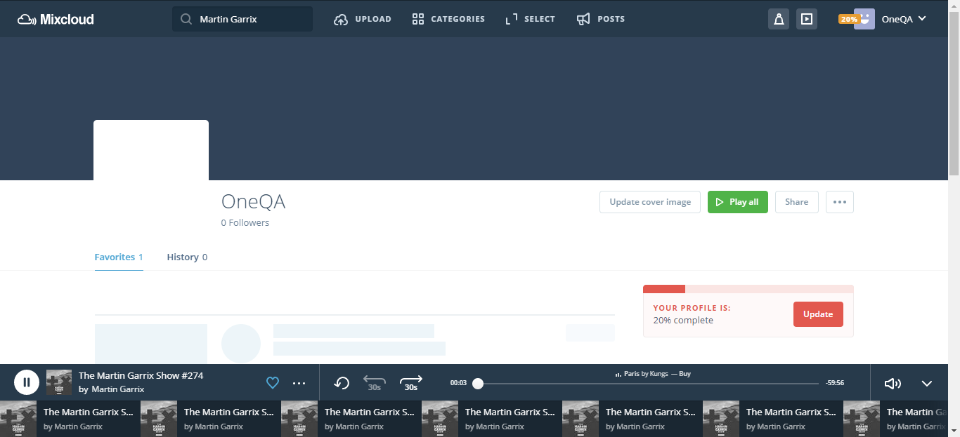 Mixcloud
Martin Garrix
UPLOAD
CATEGORIES
SELECT
POSTS
20%
OneQA
OneQA
0 Followers
Update cover image
Play all
Share
Favorites 1
History 0
YOUR PROFILE IS:
20% complete
Update
The Martin Garrix Show #274
by Martin Garrix
30s
30s
00:03
Paris by Kungs — Buy
-59:56
The Martin Garrix S...
by Martin Garrix
The Martin Garrix S...
by Martin Garrix
The Martin Garrix S...
by Martin Garrix
The Martin Garrix S...
by Martin Garrix
The Martin Garrix S...
by Martin Garrix
The Martin Garrix S...
by Martin Garrix
The Martin G
by Martin Garrix